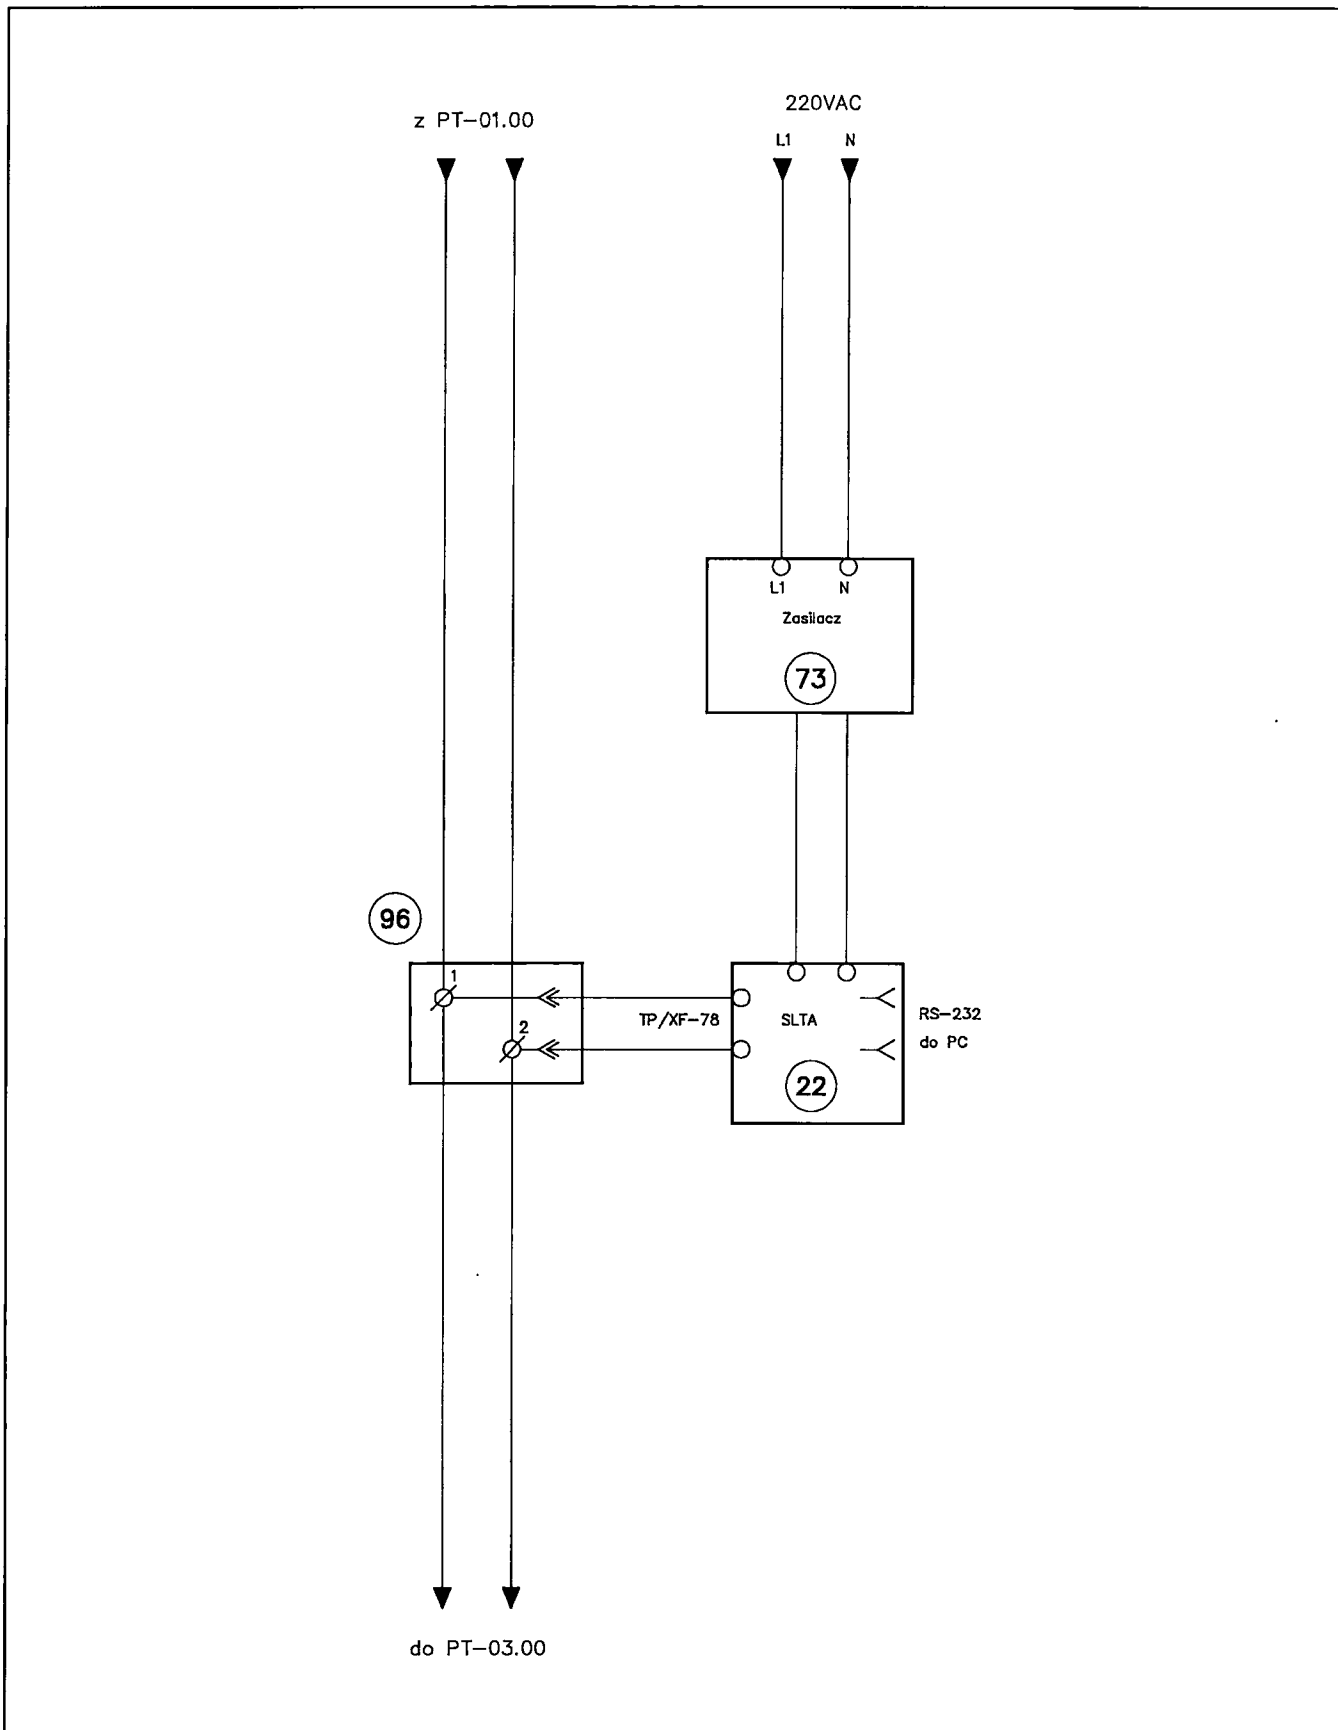 z PT-01.00
220VAC
L1 N
L1 N
Zasilacz
73
96
1
2
TP/XF-78
SLTA
RS-232
do PC
22
do PT-03.00